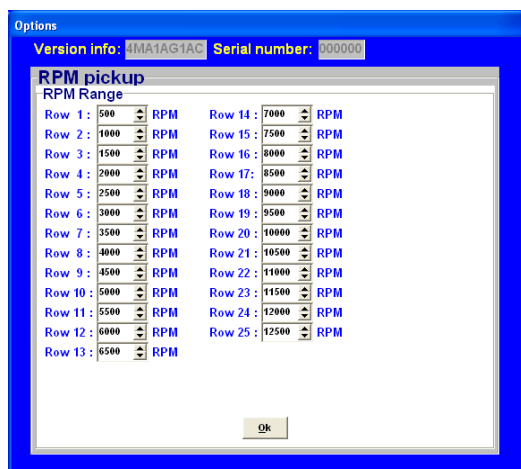 Options
Version info: 4MA1AG1AC Serial number: 000000
RPM pickup
RPM Range
Row 1 : 500 RPM Row 14 : 7000 RPM
Row 2 : 1000 RPM Row 15 : 7500 RPM
Row 3 : 1500 RPM Row 16 : 8000 RPM
Row 4 : 2000 RPM Row 17: 8500 RPM
Row 5 : 2500 RPM Row 18 : 9000 RPM
Row 6 : 3000 RPM Row 19 : 9500 RPM
Row 7 : 3500 RPM Row 20 : 10000 RPM
Row 8 : 4000 RPM Row 21 : 10500 RPM
Row 9 : 4500 RPM Row 22 : 11000 RPM
Row 10 : 5000 RPM Row 23 : 11500 RPM
Row 11 : 5500 RPM Row 24 : 12000 RPM
Row 12 : 6000 RPM Row 25 : 12500 RPM
Row 13 : 6500 RPM
Ok